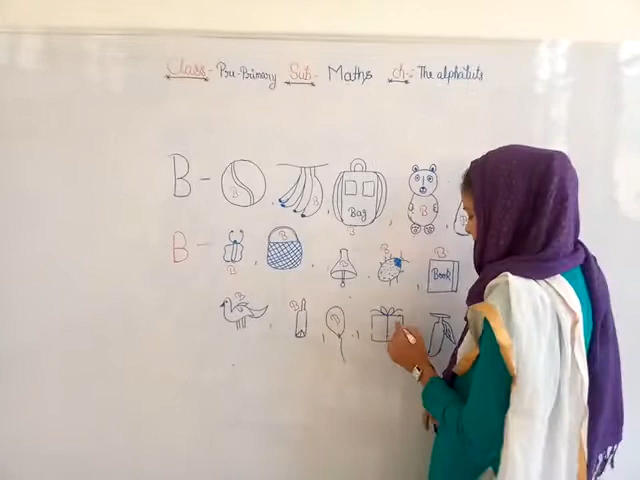 Class:- Pre-Primary Sub:- Maths ch:- The alphabets
B - B B Bag B B
B - B B B B Book B
B B B